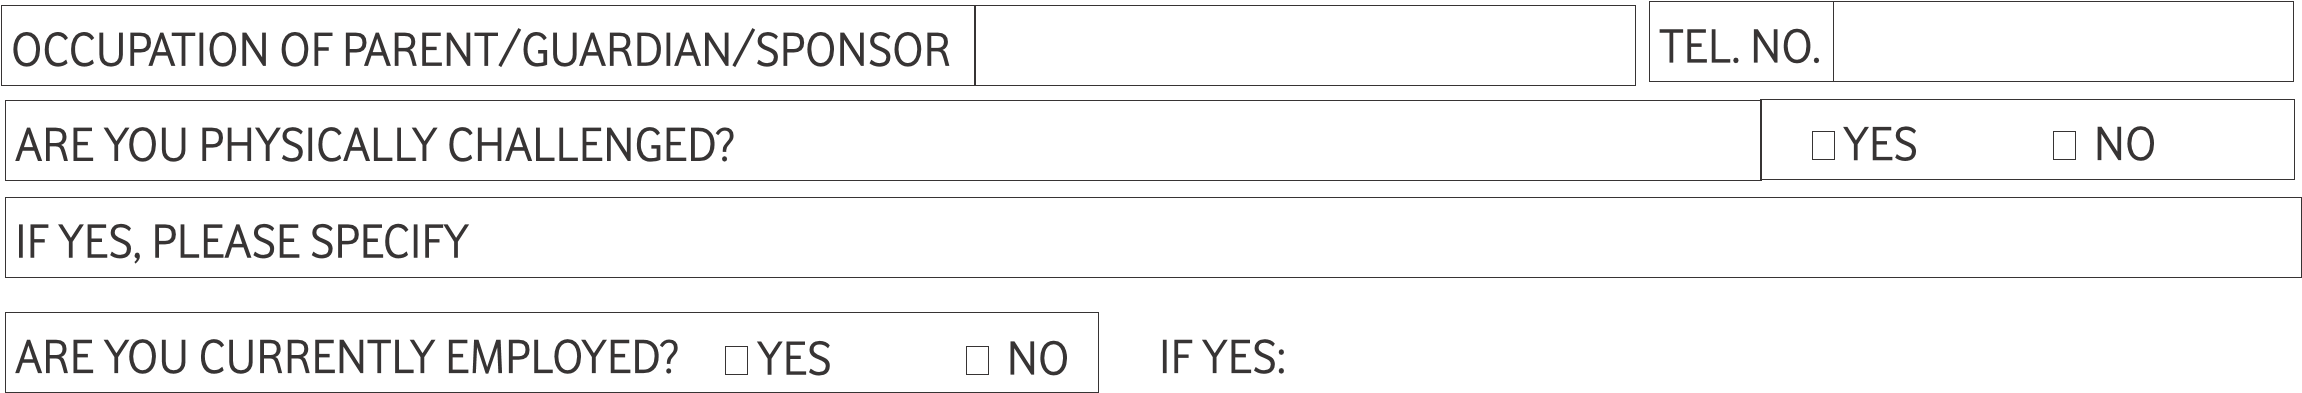 OCCUPATION OF PARENT/GUARDIAN/SPONSOR TEL. NO.
ARE YOU PHYSICALLY CHALLENGED? YES NO
IF YES, PLEASE SPECIFY
ARE YOU CURRENTLY EMPLOYED? YES NO IF YES: